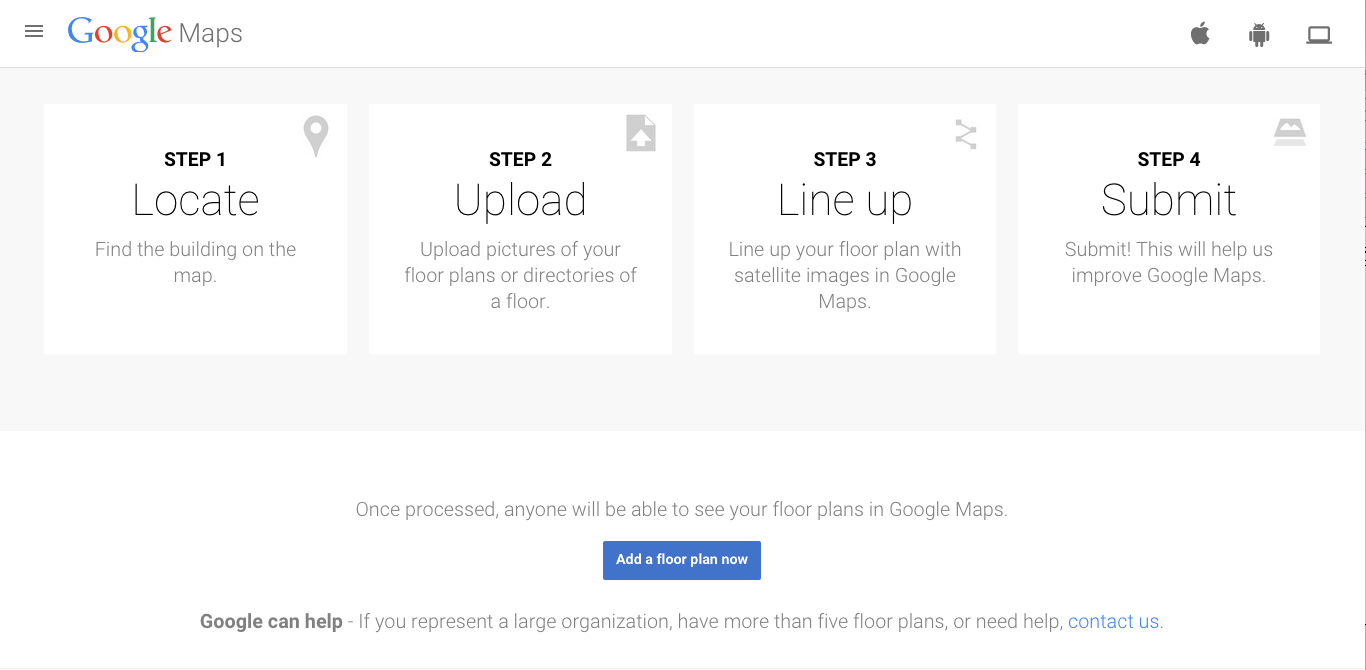 Google Maps
STEP 1
Locate
Find the building on the
map.
STEP 2
Upload
Upload pictures of your
floor plans or directories of
a floor.
STEP 3
Line up
Line up your floor plan with
satellite images in Google
Maps.
STEP 4
Submit
Submit! This will help us
improve Google Maps.
Once processed, anyone will be able to see your floor plans in Google Maps.
Add a floor plan now
Google can help - If you represent a large organization, have more than five floor plans, or need help, contact us.